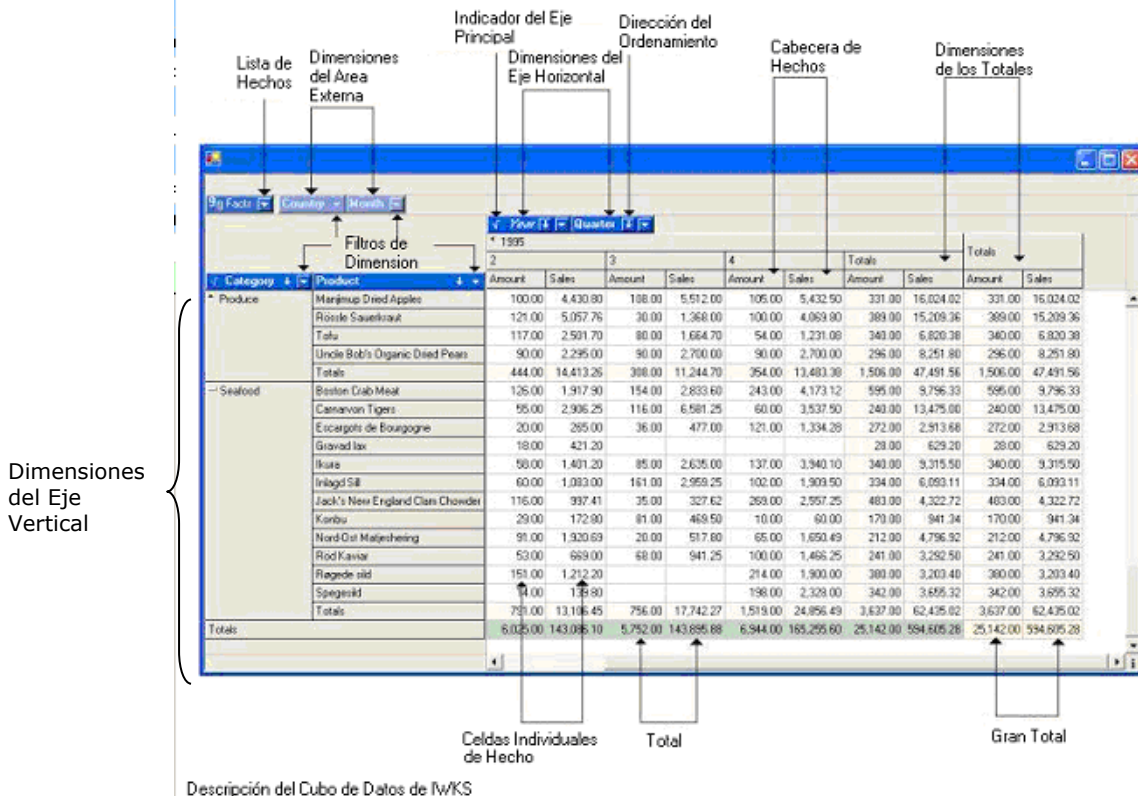 Indicador del Eje
Principal
Dirección del
Ordenamiento
Lista de
Hechos
Dimensiones
del Area
Externa
Dimensiones del
Eje Horizontal
Cabecera de
Hechos
Dimensiones
de los Totales
Facts Country Month
Year Quarter
Filtros de
Dimension
1995
2 3 4 Totals Totals
Category Product Amount Sales Amount Sales Amount Sales Amount Sales Amount Sales
Produce Manjimup Dried Apples 100.00 4,430.80 108.00 5,512.00 105.00 5,432.50 331.00 16,024.02 331.00 16,024.02
Rössle Sauerkraut 121.00 5,057.76 30.00 1,368.00 100.00 4,069.80 389.00 15,209.36 389.00 15,209.36
Tofu 117.00 2,501.70 80.00 1,664.70 54.00 1,231.08 340.00 6,820.38 340.00 6,820.38
Uncle Bob's Organic Dried Pears 90.00 2,295.00 90.00 2,700.00 90.00 2,700.00 296.00 8,251.80 296.00 8,251.80
Totals 444.00 14,413.26 308.00 11,244.70 354.00 13,483.38 1,506.00 47,491.56 1,506.00 47,491.56
Seafood Boston Crab Meat 126.00 1,917.90 154.00 2,833.60 243.00 4,173.12 595.00 9,796.33 595.00 9,796.33
Carnarvon Tigers 55.00 2,906.25 116.00 6,581.25 60.00 3,537.50 240.00 13,475.00 240.00 13,475.00
Escargots de Bourgogne 20.00 265.00 36.00 477.00 121.00 1,334.28 272.00 2,913.68 272.00 2,913.68
Gravad lax 18.00 421.20 28.00 629.20 28.00 629.20
Ikura 58.00 1,401.20 85.00 2,635.00 137.00 3,940.10 340.00 9,315.50 340.00 9,315.50
Inlagd Sill 60.00 1,083.00 161.00 2,959.25 102.00 1,909.50 334.00 6,093.11 334.00 6,093.11
Jack's New England Clam Chowder 116.00 997.41 35.00 327.62 269.00 2,557.25 483.00 4,322.72 483.00 4,322.72
Konbu 29.00 172.80 81.00 469.50 10.00 60.00 170.00 941.34 170.00 941.34
Nord-Ost Matjeshering 91.00 1,920.69 20.00 517.80 65.00 1,650.49 212.00 4,796.92 212.00 4,796.92
Röd Kaviar 53.00 669.00 68.00 941.25 100.00 1,466.25 241.00 3,292.50 241.00 3,292.50
Røgede sild 151.00 1,212.20 214.00 1,900.00 380.00 3,203.40 380.00 3,203.40
Spegesild 198.00 2,328.00 342.00 3,655.32 342.00 3,655.32
Totals 791.00 13,106.45 756.00 17,742.27 1,519.00 24,856.49 3,637.00 62,435.02 3,637.00 62,435.02
Totals 6,025.00 143,086.10 5,752.00 143,895.88 6,944.00 165,295.60 25,142.00 594,605.28 25,142.00 594,605.28
Dimensiones
del Eje
Vertical
Celdas Individuales
de Hecho
Total
Gran Total
Descripción del Cubo de Datos de IWKS